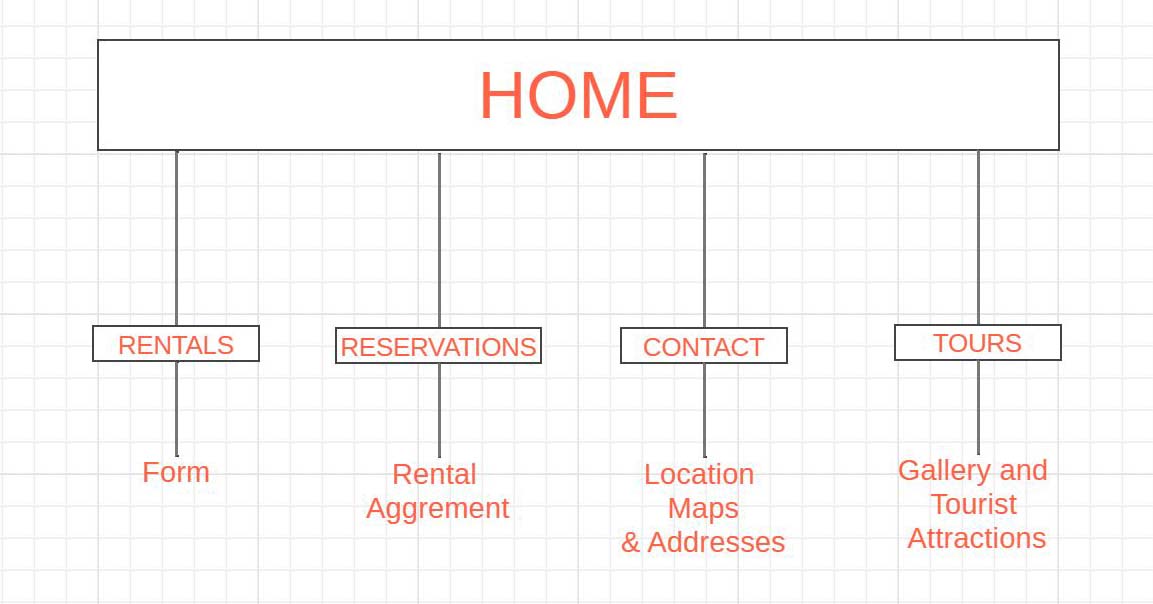 HOME
RENTALS
RESERVATIONS
CONTACT
TOURS
Form
Rental
Aggrement
Location
Maps
& Addresses
Gallery and
Tourist
Attractions